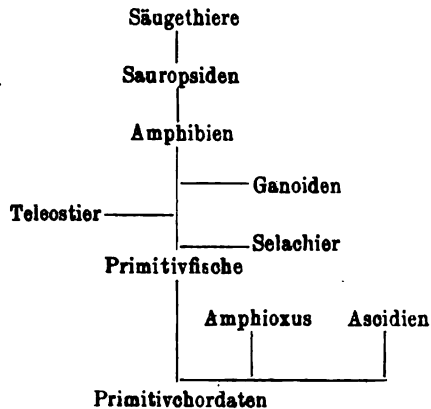 Säugethiere
Sauropsiden
Amphibien
Ganoiden
Teleostier
Selachier
Primitivfische
Amphioxus Ascidien
Primitivchordaten